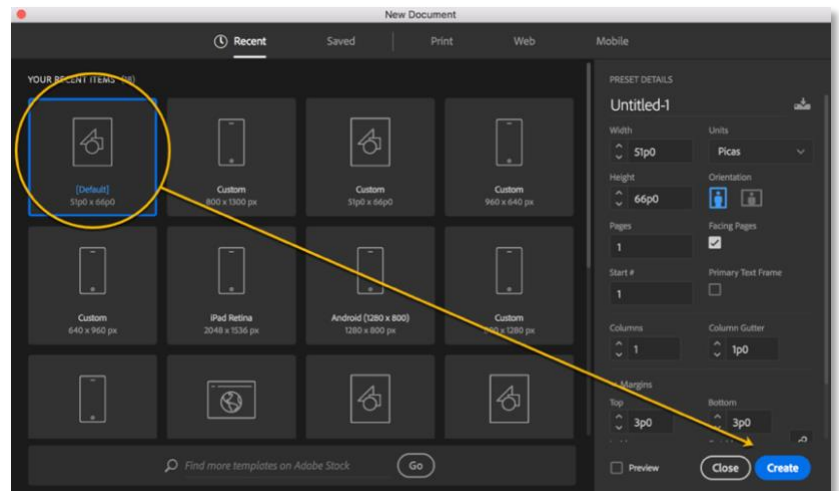 New Document
Recent Saved Print Web Mobile
YOUR RECENT ITEMS (18)
[Default]
51p0 x 66p0
Custom
800 x 1300 px
Custom
51p0 x 66p0
Custom
960 x 640 px
Custom
640 x 960 px
iPad Retina
2048 x 1536 px
Android (1280 x 800)
1280 x 800 px
Custom
x 1280 px
Find more templates on Adobe Stock Go
PRESET DETAILS
Untitled-1
Width Units
51p0 Picas
Height Orientation
66p0
Pages Facing Pages
1
Start # Primary Text Frame
1
Columns Column Gutter
1 1p0
Margins
Top Bottom
3p0 3p0
Preview Close Create